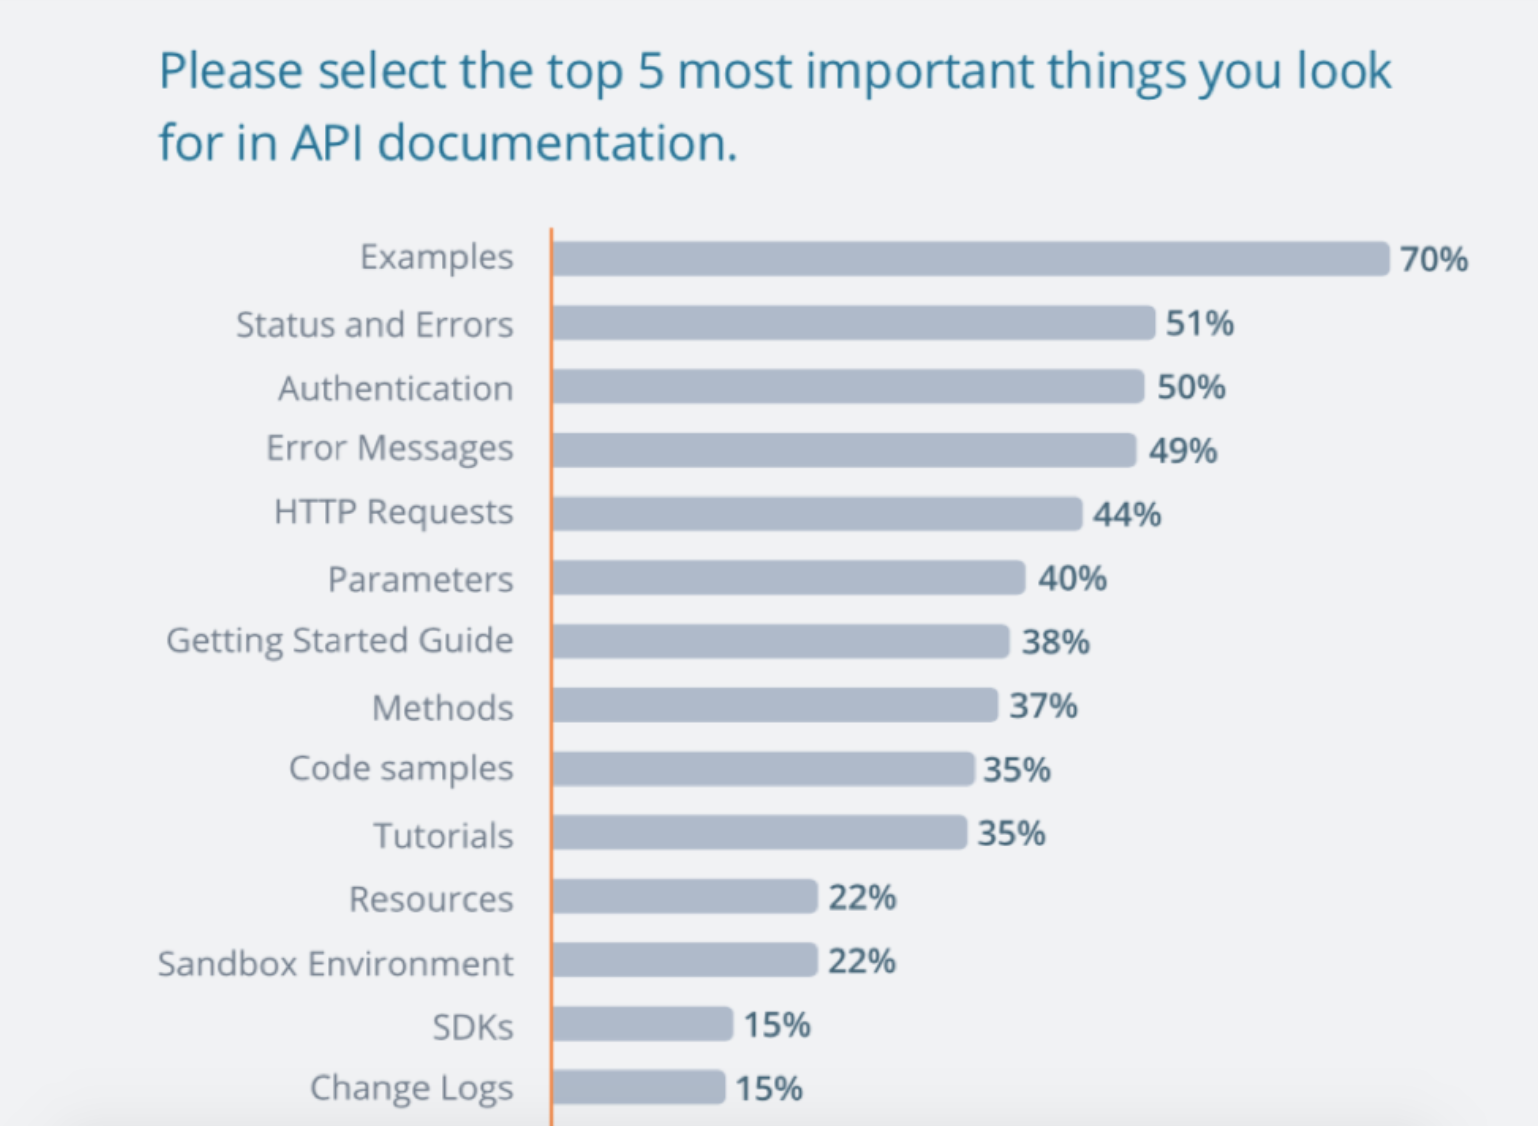 Please select the top 5 most important things you look
for in API documentation.
Examples 70%
Status and Errors 51%
Authentication 50%
Error Messages 49%
HTTP Requests 44%
Parameters 40%
Getting Started Guide 38%
Methods 37%
Code samples 35%
Tutorials 35%
Resources 22%
Sandbox Environment 22%
SDKs 15%
Change Logs 15%